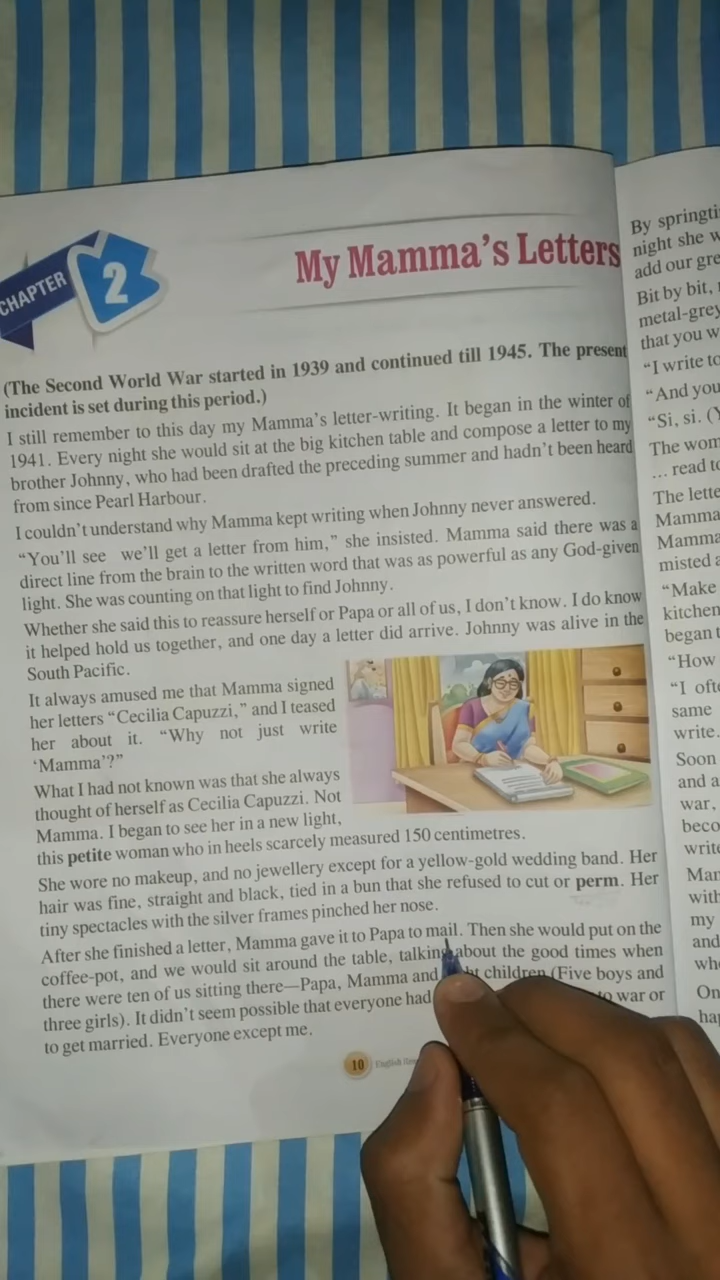 CHAPTER 2
My Mamma's Letters
(The Second World War started in 1939 and continued till 1945. The present
incident is set during this period.)
I still remember to this day my Mamma's letter-writing. It began in the winter of
1941. Every night she would sit at the big kitchen table and compose a letter to my
brother Johnny, who had been drafted the preceding summer and hadn't been heard
from since Pearl Harbour.
I couldn't understand why Mamma kept writing when Johnny never answered.
"You'll see we'll get a letter from him," she insisted. Mamma said there was a
direct line from the brain to the written word that was as powerful as any God-given
light. She was counting on that light to find Johnny.
Whether she said this to reassure herself or Papa or all of us, I don't know. I do know
it helped hold us together, and one day a letter did arrive. Johnny was alive in the
South Pacific.
It always amused me that Mamma signed
her letters "Cecilia Capuzzi," and I teased
her about it. "Why not just write
'Mamma'?"
What I had not known was that she always
thought of herself as Cecilia Capuzzi. Not
Mamma. I began to see her in a new light,
this petite woman who in heels scarcely measured 150 centimetres.
She wore no makeup, and no jewellery except for a yellow-gold wedding band. Her
hair was fine, straight and black, tied in a bun that she refused to cut or perm. Her
tiny spectacles with the silver frames pinched her nose.
After she finished a letter, Mamma gave it to Papa to mail. Then she would put on the
coffee-pot, and we would sit around the table, talking about the good times when
there were ten of us sitting there—Papa, Mamma and children (Five boys and
three girls). It didn't seem possible that everyone had to war or
to get married. Everyone except me.
10 English
By
night she
add our
Bit by bit,
metal-grey
that you
"I write to
"And you
"Si, si.
The
... read to
The
Mamma
Mamma
misted
"Make
kitchen
began
"How
"I
same
write.
Soon
and
war,
with
my
and
On